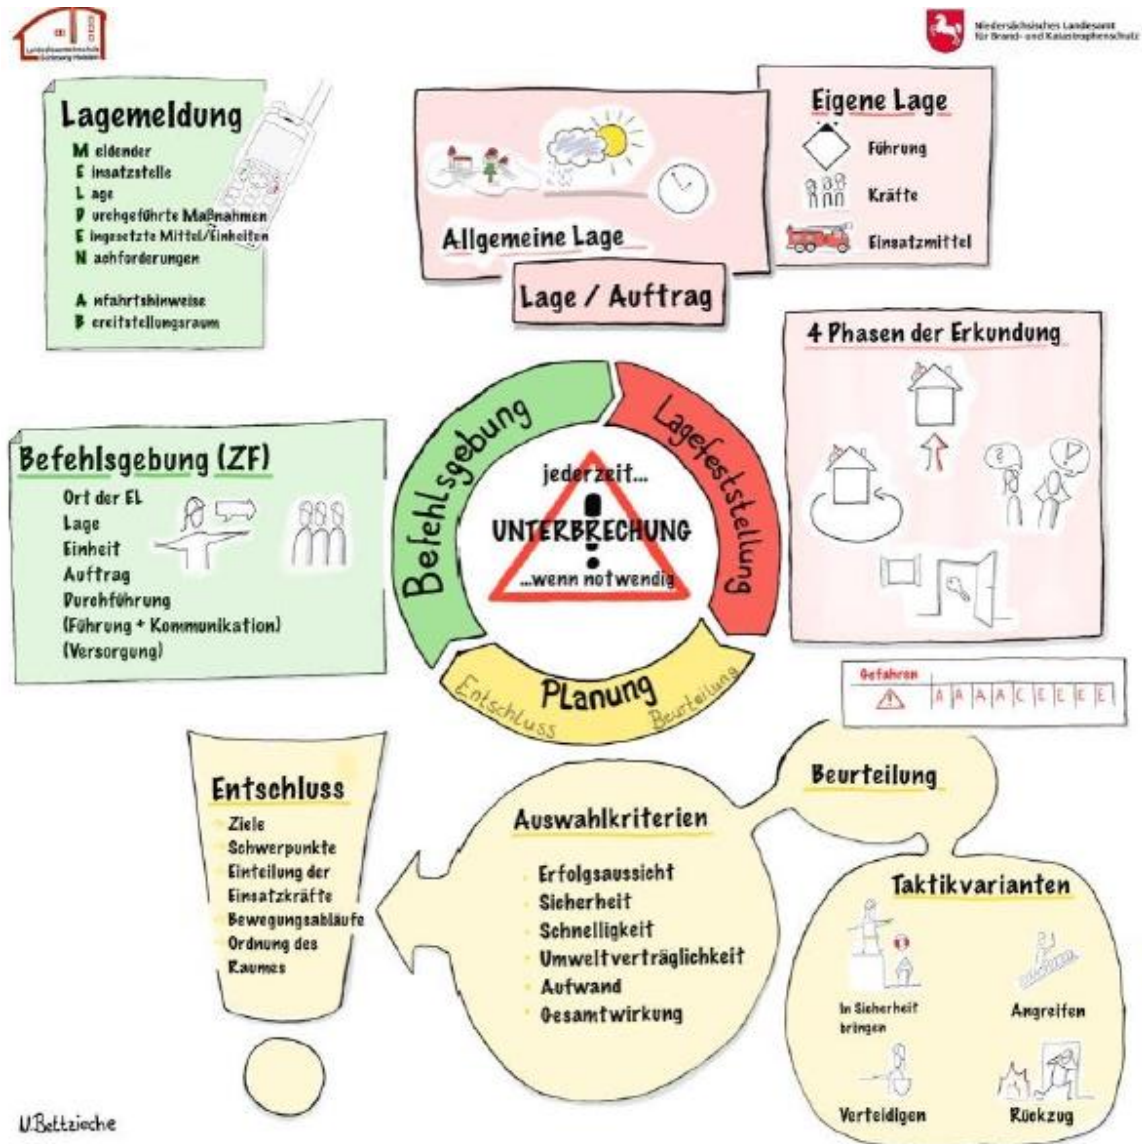 Landesfeuerwehrschule
Schleswig-Holstein
Niedersächsisches Landesamt
für Brand- und Katastrophenschutz
Lagemeldung
M eldender
E insatzstelle
L age
D urchgeführte Maßnahmen
E ingesetzte Mittel/Einheiten
N achforderungen
A nfahrtshinweise
B ereitstellungsraum
Allgemeine Lage
Eigene Lage
Führung
Kräfte
Einsatzmittel
Lage / Auftrag
4 Phasen der Erkundung
?
!
Befehlsgebung (ZF)
Ort der EL
Lage
Einheit
Auftrag
Durchführung
(Führung + Kommunikation)
(Versorgung)
Befehlsgebung
Lagefeststellung
jederzeit...
UNTERBRECHUNG
...wenn notwendig
Planung
Entschluss
Beurteilung
Gefahren
! A A A A C E E E E
Entschluss
Ziele
Schwerpunkte
Einteilung der
Einsatzkräfte
Bewegungsabläufe
Ordnung des
Raumes
Auswahlkriterien
Erfolgsaussicht
Sicherheit
Schnelligkeit
Umweltverträglichkeit
Aufwand
Gesamtwirkung
Beurteilung
Taktikvarianten
In Sicherheit
bringen
Angreifen
Verteidigen
Rückzug
N.Bettzieche